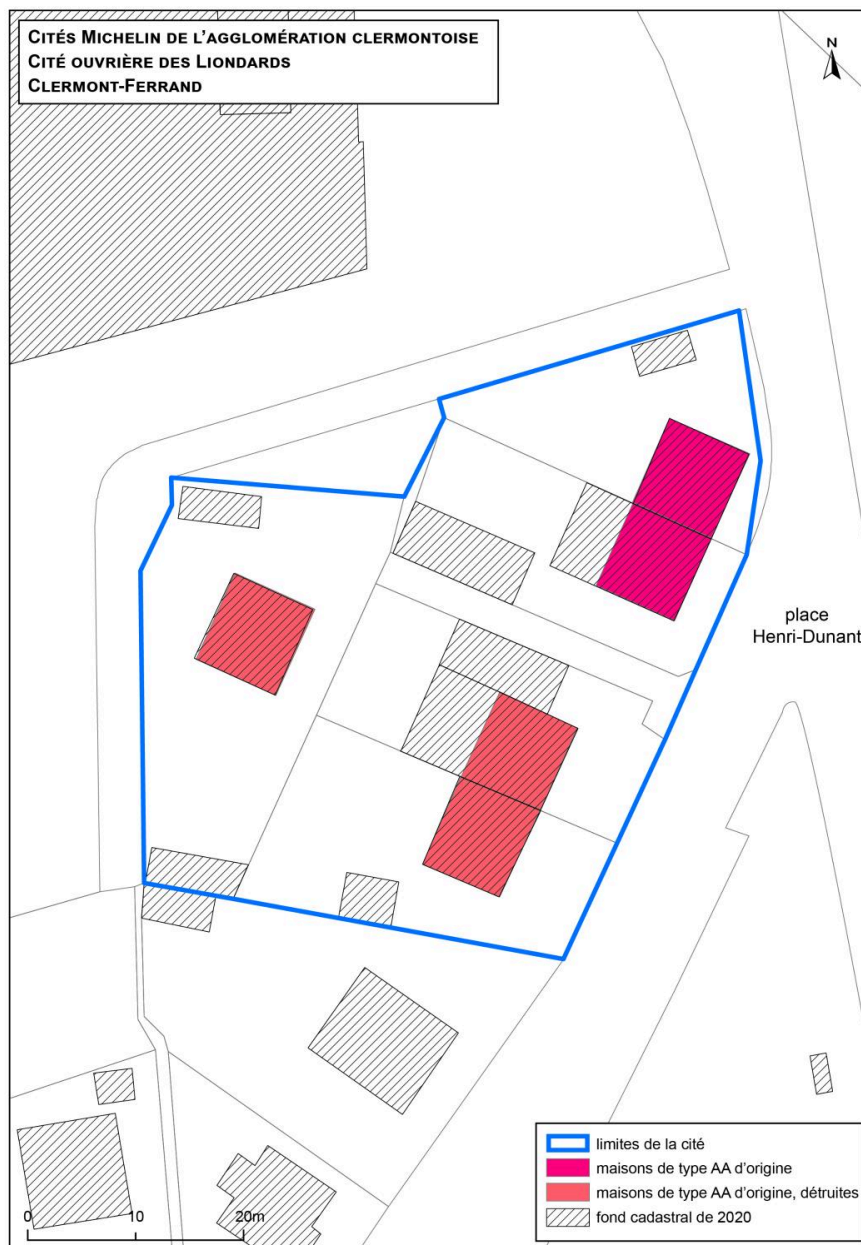 CITÉS MICHELIN DE L'AGGLOMÉRATION CLERMONTOISE
CITÉ OUVRIÈRE DES LIONDARDS
CLERMONT-FERRAND
N
place
Henri-Dunant
limites de la cité
maisons de type AA d'origine
maisons de type AA d'origine, détruites
fond cadastral de 2020
0 10 20m